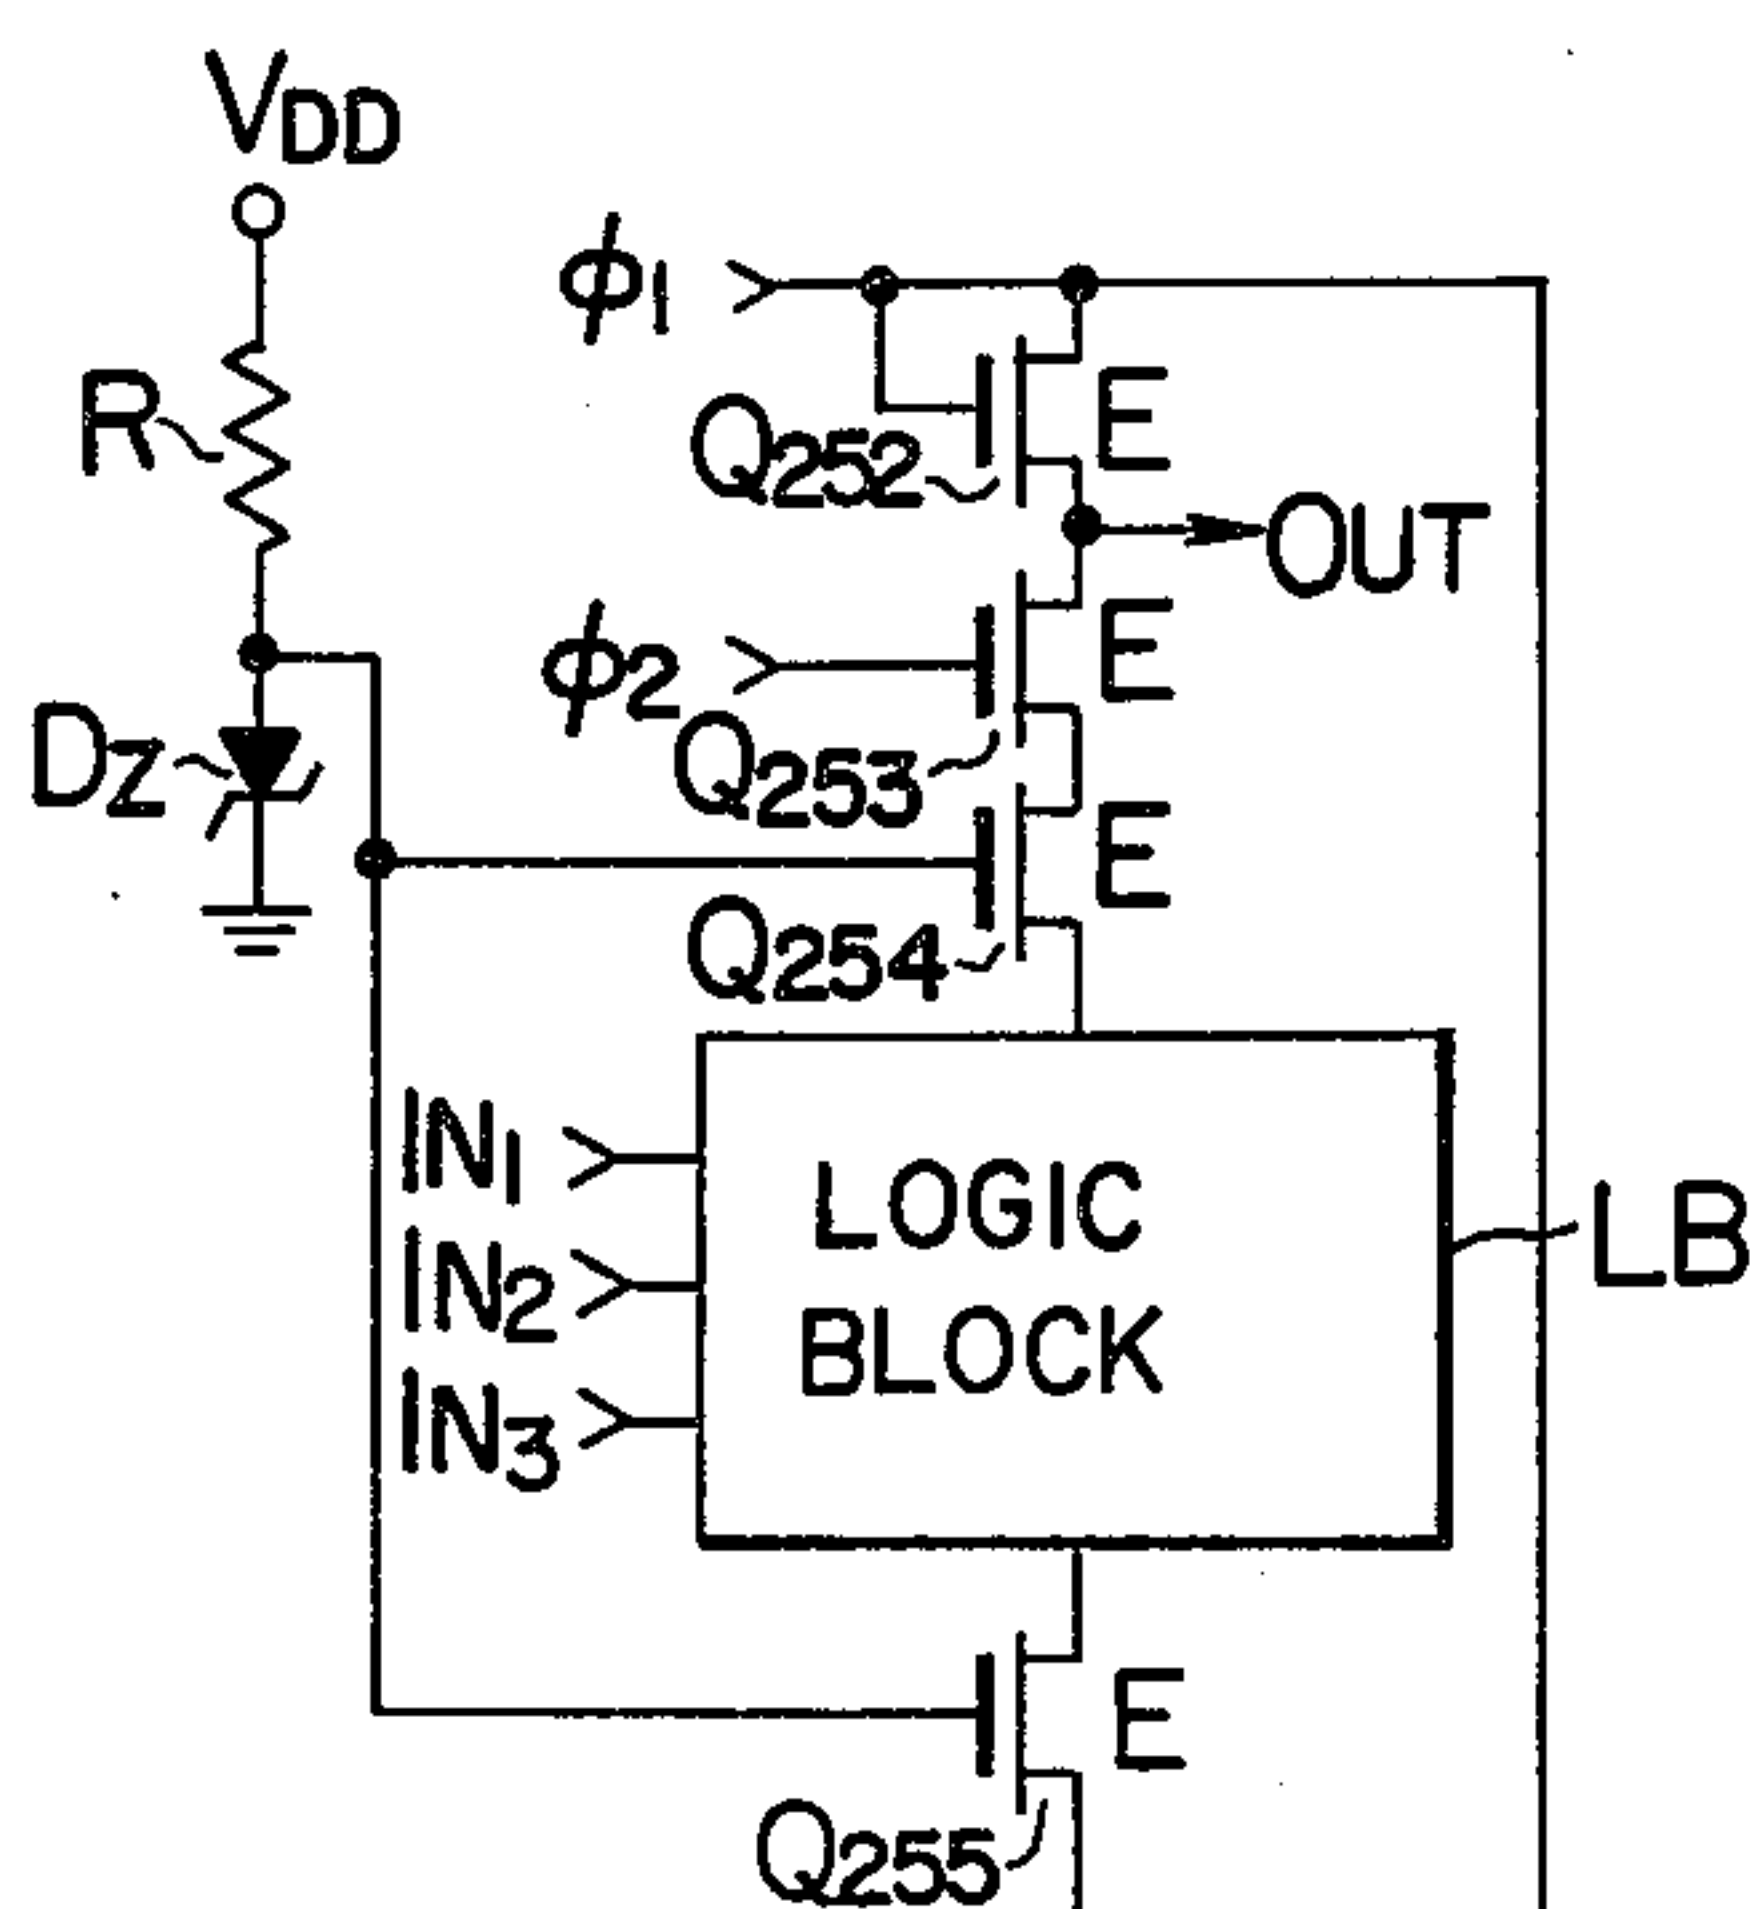 VDD
φ1
R
Q252
E
OUT
φ2
E
DZ
Q253
E
Q254
IN1
LOGIC
IN2
BLOCK
LB
IN3
E
Q255